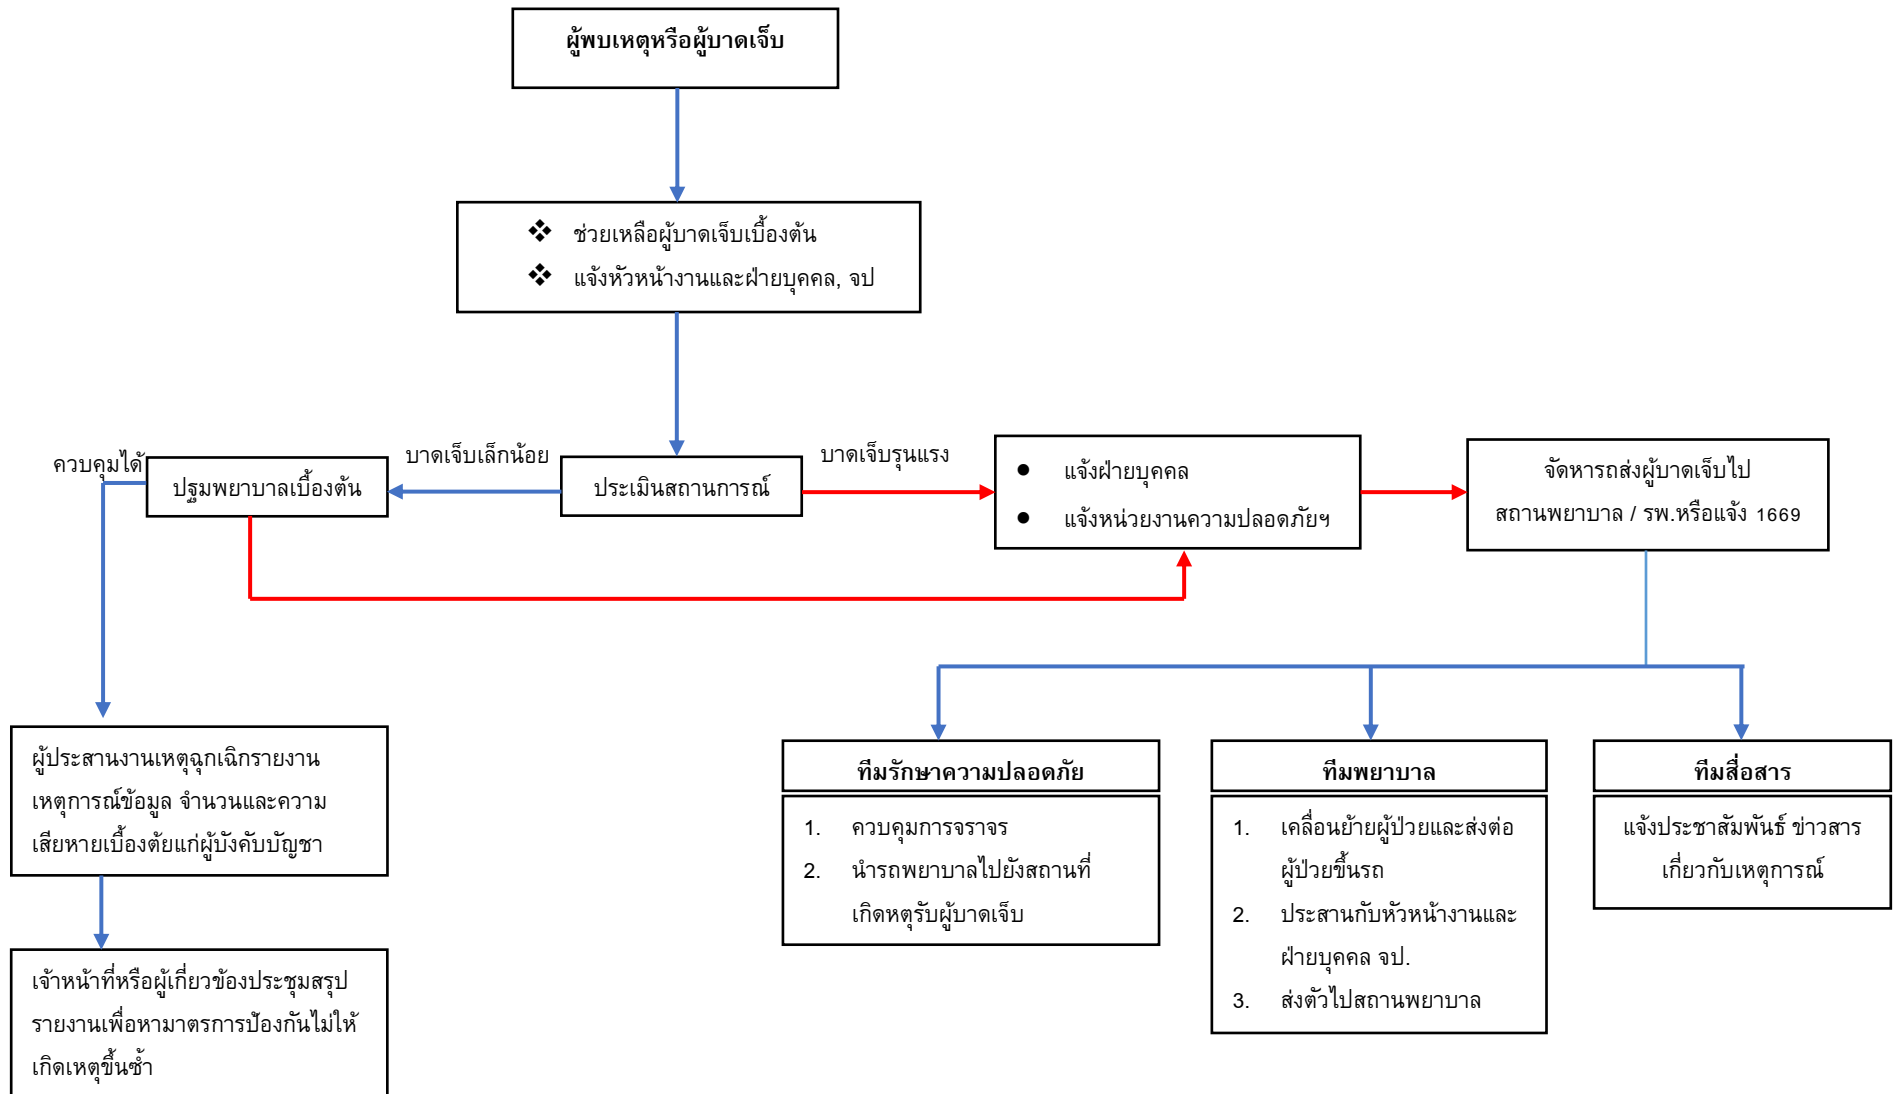 ผู้พบเหตุหรือผู้บาดเจ็บ
❖ ช่วยเหลือผู้บาดเจ็บเบื้องต้น
❖ แจ้งหัวหน้างานและฝ่ายบุคคล, จป
ควบคุมได้
ปฐมพยาบาลเบื้องต้น
บาดเจ็บเล็กน้อย
ประเมินสถานการณ์
บาดเจ็บรุนแรง
● แจ้งฝ่ายบุคคล
● แจ้งหน่วยงานความปลอดภัยฯ
จัดหารถส่งผู้บาดเจ็บไป
สถานพยาบาล / รพ.หรือแจ้ง 1669
ผู้ประสานงานเหตุฉุกเฉิกรายงาน
เหตุการณ์ข้อมูล จำนวนและความ
เสียหายเบื้องต้ยแก่ผู้บังคับบัญชา
เจ้าหน้าที่หรือผู้เกี่ยวข้องประชุมสรุป
รายงานเพื่อหามาตรการป้องกันไม่ให้
เกิดเหตุขึ้นซ้ำ
ทีมรักษาความปลอดภัย
1. ควบคุมการจราจร
2. นำรถพยาบาลไปยังสถานที่
เกิดหตุรับผู้บาดเจ็บ
ทีมพยาบาล
1. เคลื่อนย้ายผู้ป่วยและส่งต่อ
ผู้ป่วยขึ้นรถ
2. ประสานกับหัวหน้างานและ
ฝ่ายบุคคล จป.
3. ส่งตัวไปสถานพยาบาล
ทีมสื่อสาร
แจ้งประชาสัมพันธ์ ข่าวสาร
เกี่ยวกับเหตุการณ์